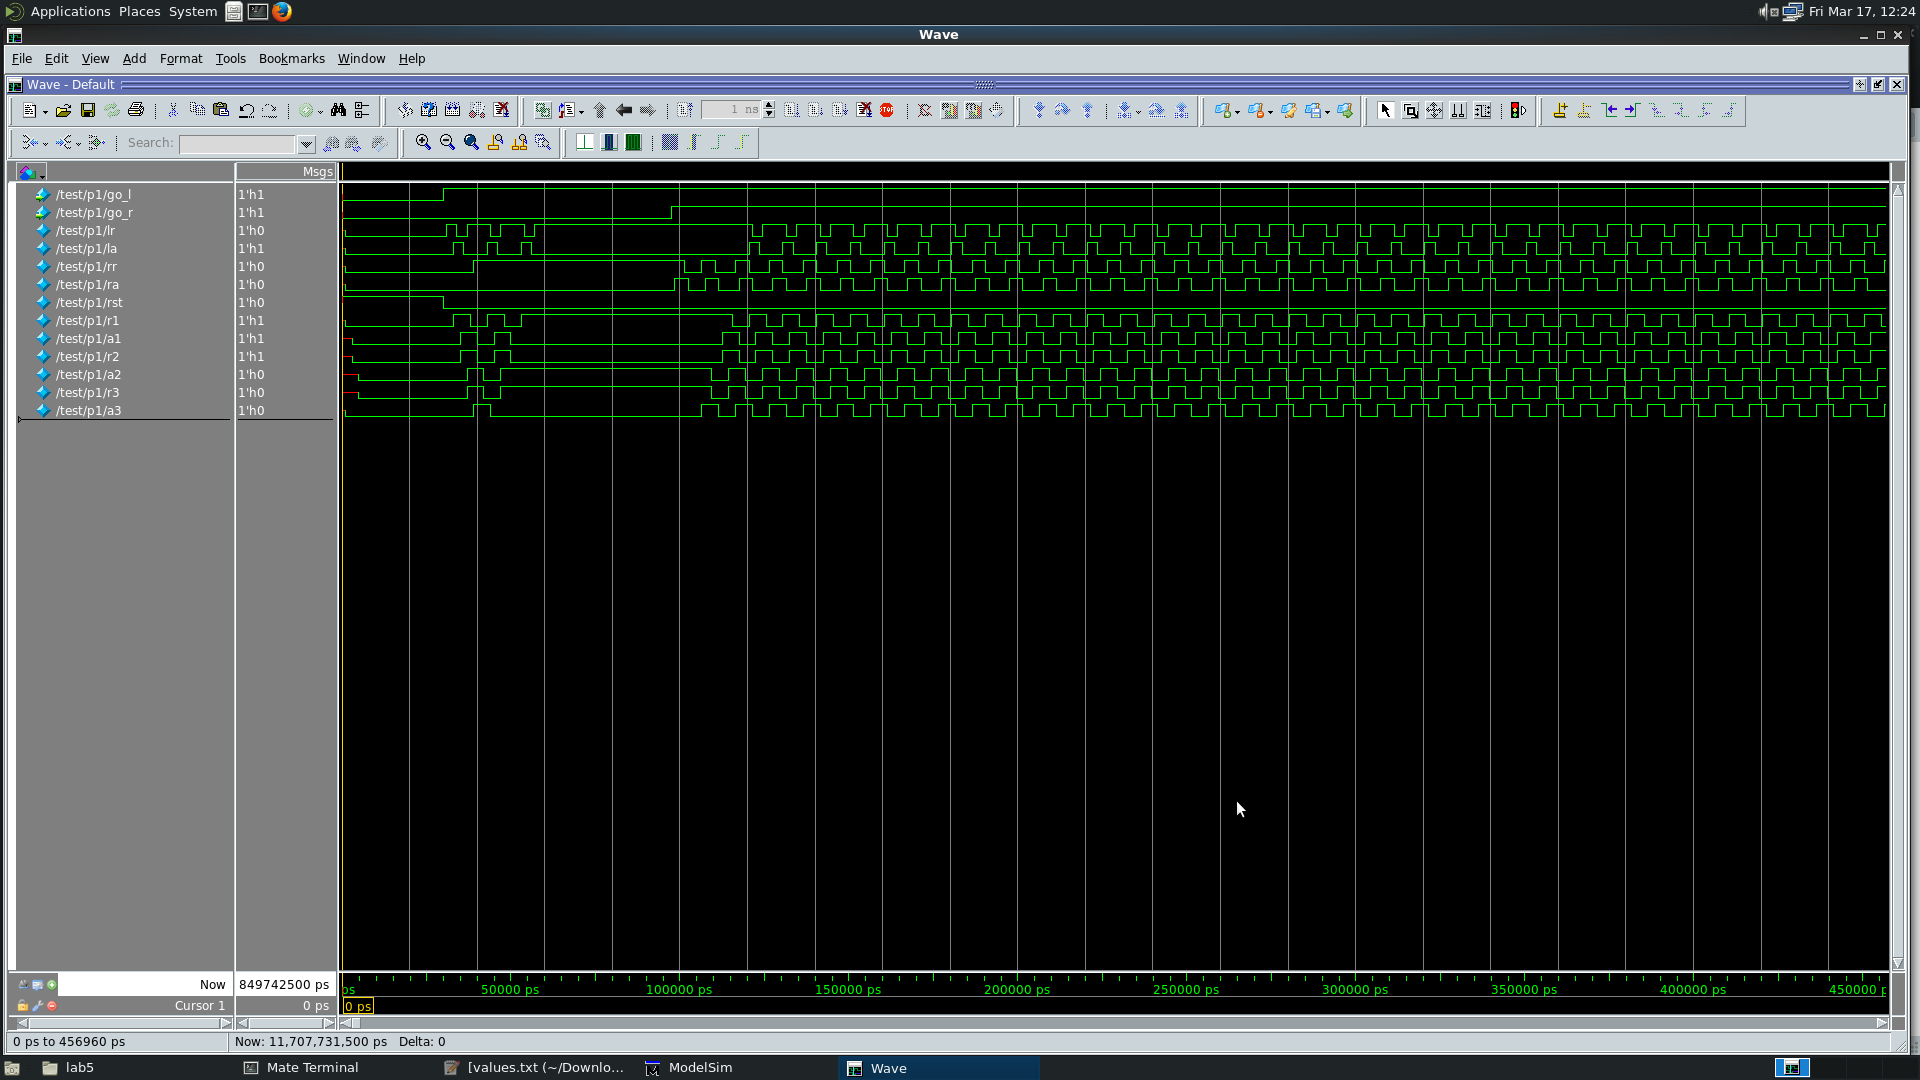 Applications Places System Fri Mar 17, 12:24
Wave
File Edit View Add Format Tools Bookmarks Window Help
Wave - Default
1 ns STOP
Search:
Msgs
/test/p1/go_l 1'h1
/test/p1/go_r 1'h1
/test/p1/lr 1'h0
/test/p1/la 1'h1
/test/p1/rr 1'h0
/test/p1/ra 1'h0
/test/p1/rst 1'h0
/test/p1/r1 1'h1
/test/p1/a1 1'h1
/test/p1/r2 1'h1
/test/p1/a2 1'h0
/test/p1/r3 1'h0
/test/p1/a3 1'h0
Now 849742500 ps ps 50000 ps 100000 ps 150000 ps 200000 ps 250000 ps 300000 ps 350000 ps 400000 ps 450000 p
Cursor 1 0 ps 0 ps
0 ps to 456960 ps Now: 11,707,731,500 ps Delta: 0
lab5 Mate Terminal [values.txt (~/Downlo... ModelSim Wave